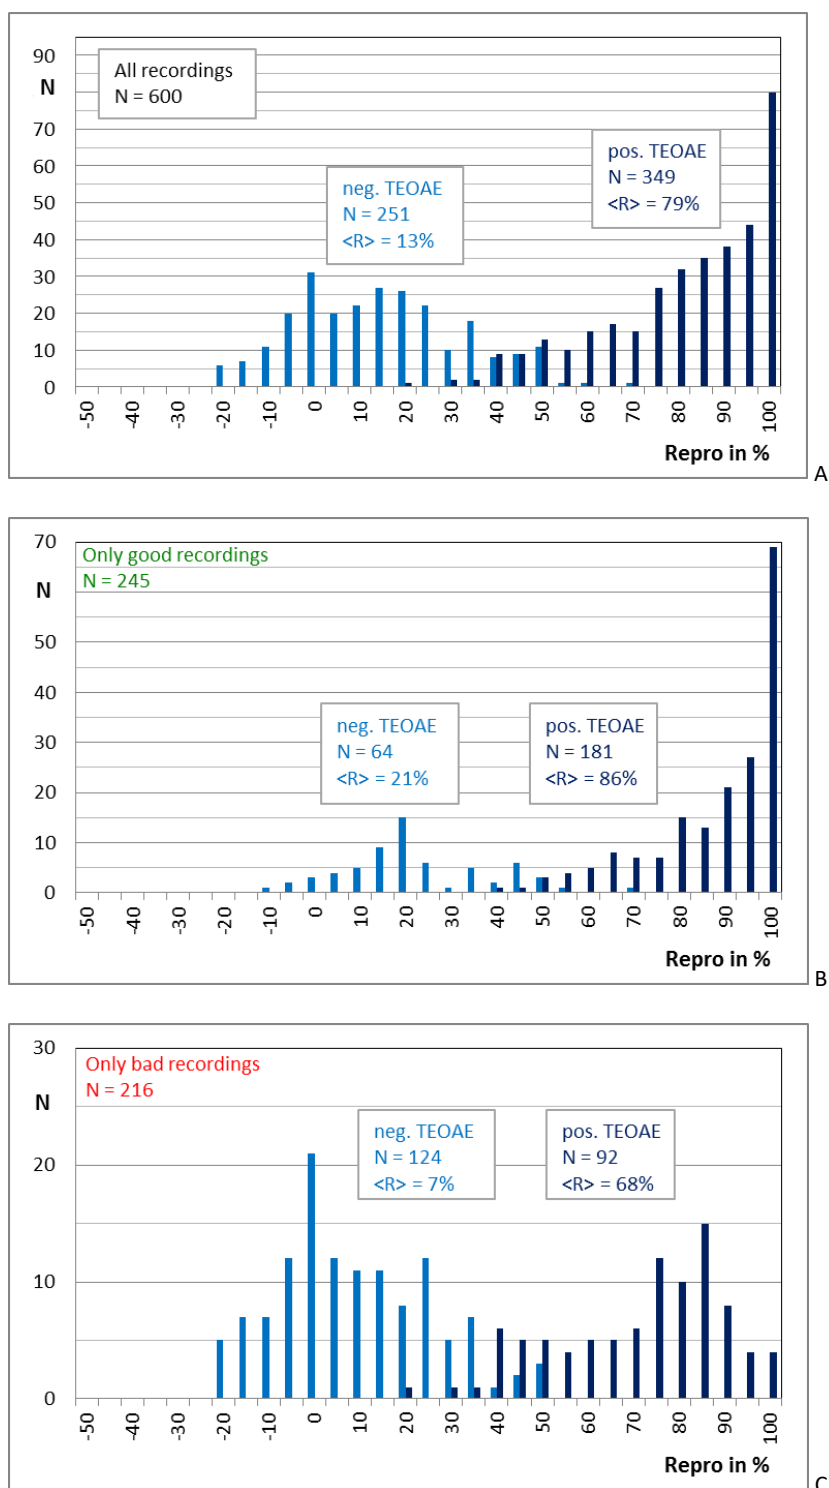 90
N
70
60
50
40
30
20
10
0
All recordings
N = 600
neg. TEOAE
N = 251
<R> = 13%
pos. TEOAE
N = 349
<R> = 79%
-50 -40 -30 -20 -10 0 10 20 30 40 50 60 70 80 90 100
Repro in %
A
70
N
50
40
30
20
10
0
Only good recordings
N = 245
neg. TEOAE
N = 64
<R> = 21%
pos. TEOAE
N = 181
<R> = 86%
-50 -40 -30 -20 -10 0 10 20 30 40 50 60 70 80 90 100
Repro in %
B
30
N
20
10
0
Only bad recordings
N = 216
neg. TEOAE
N = 124
<R> = 7%
pos. TEOAE
N = 92
<R> = 68%
-50 -40 -30 -20 -10 0 10 20 30 40 50 60 70 80 90 100
Repro in %
C